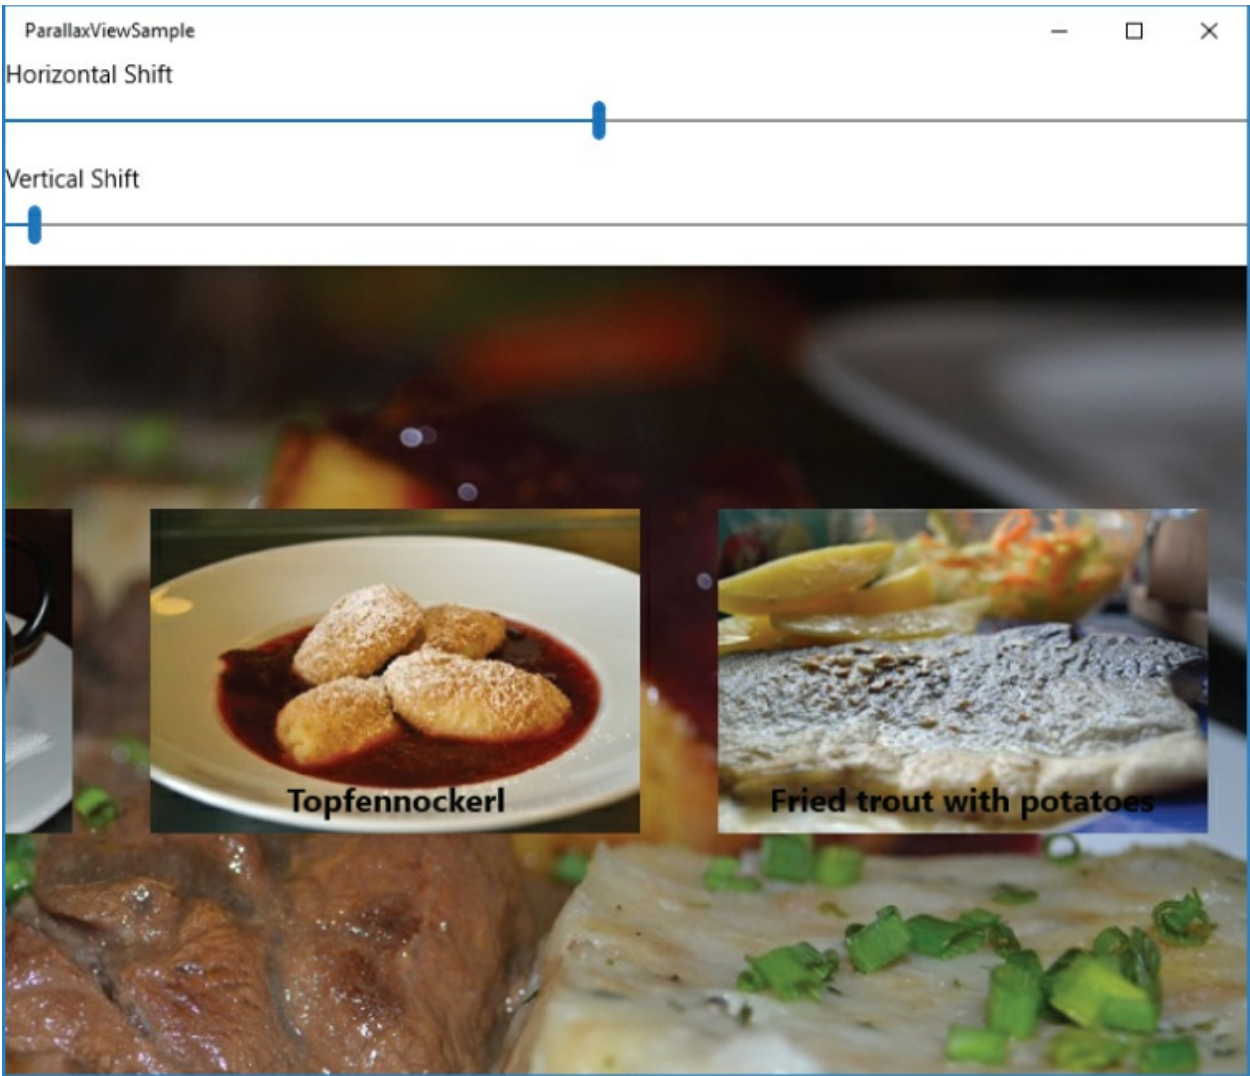 ParallaxViewSample
Horizontal Shift
Vertical Shift
Topfennockerl
Fried trout with potatoes